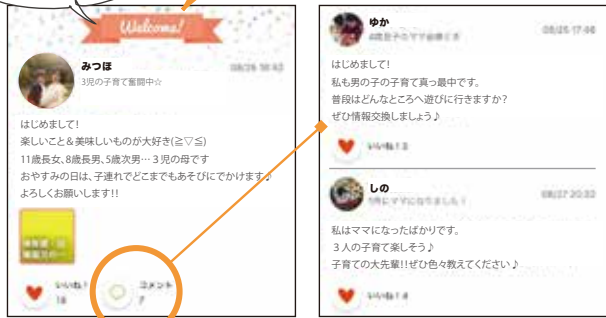 Welcome!
みつほ
3児の子育て奮闘中☆
08/26 16:43
はじめまして!
楽しいこと&美味しいものが大好き(≧▽≦)
11歳長女、8歳長男、5歳次男…3児の母です
おやすみの日は、子連れでどこまでもあそびにでかけます♪
よろしくお願いします!!
いいね!
18
コメント
7
ゆか
08/25 17:46
はじめまして!
私も男の子の子育て真っ最中です。
普段はどんなところへ遊びに行きますか?
ぜひ情報交換しましょう♪
いいね! 3
しの
08/27 20:32
私はママになったばかりです。
3人の子育て楽しそう♪
子育ての大先輩!!ぜひ色々教えてください♪
いいね! 4